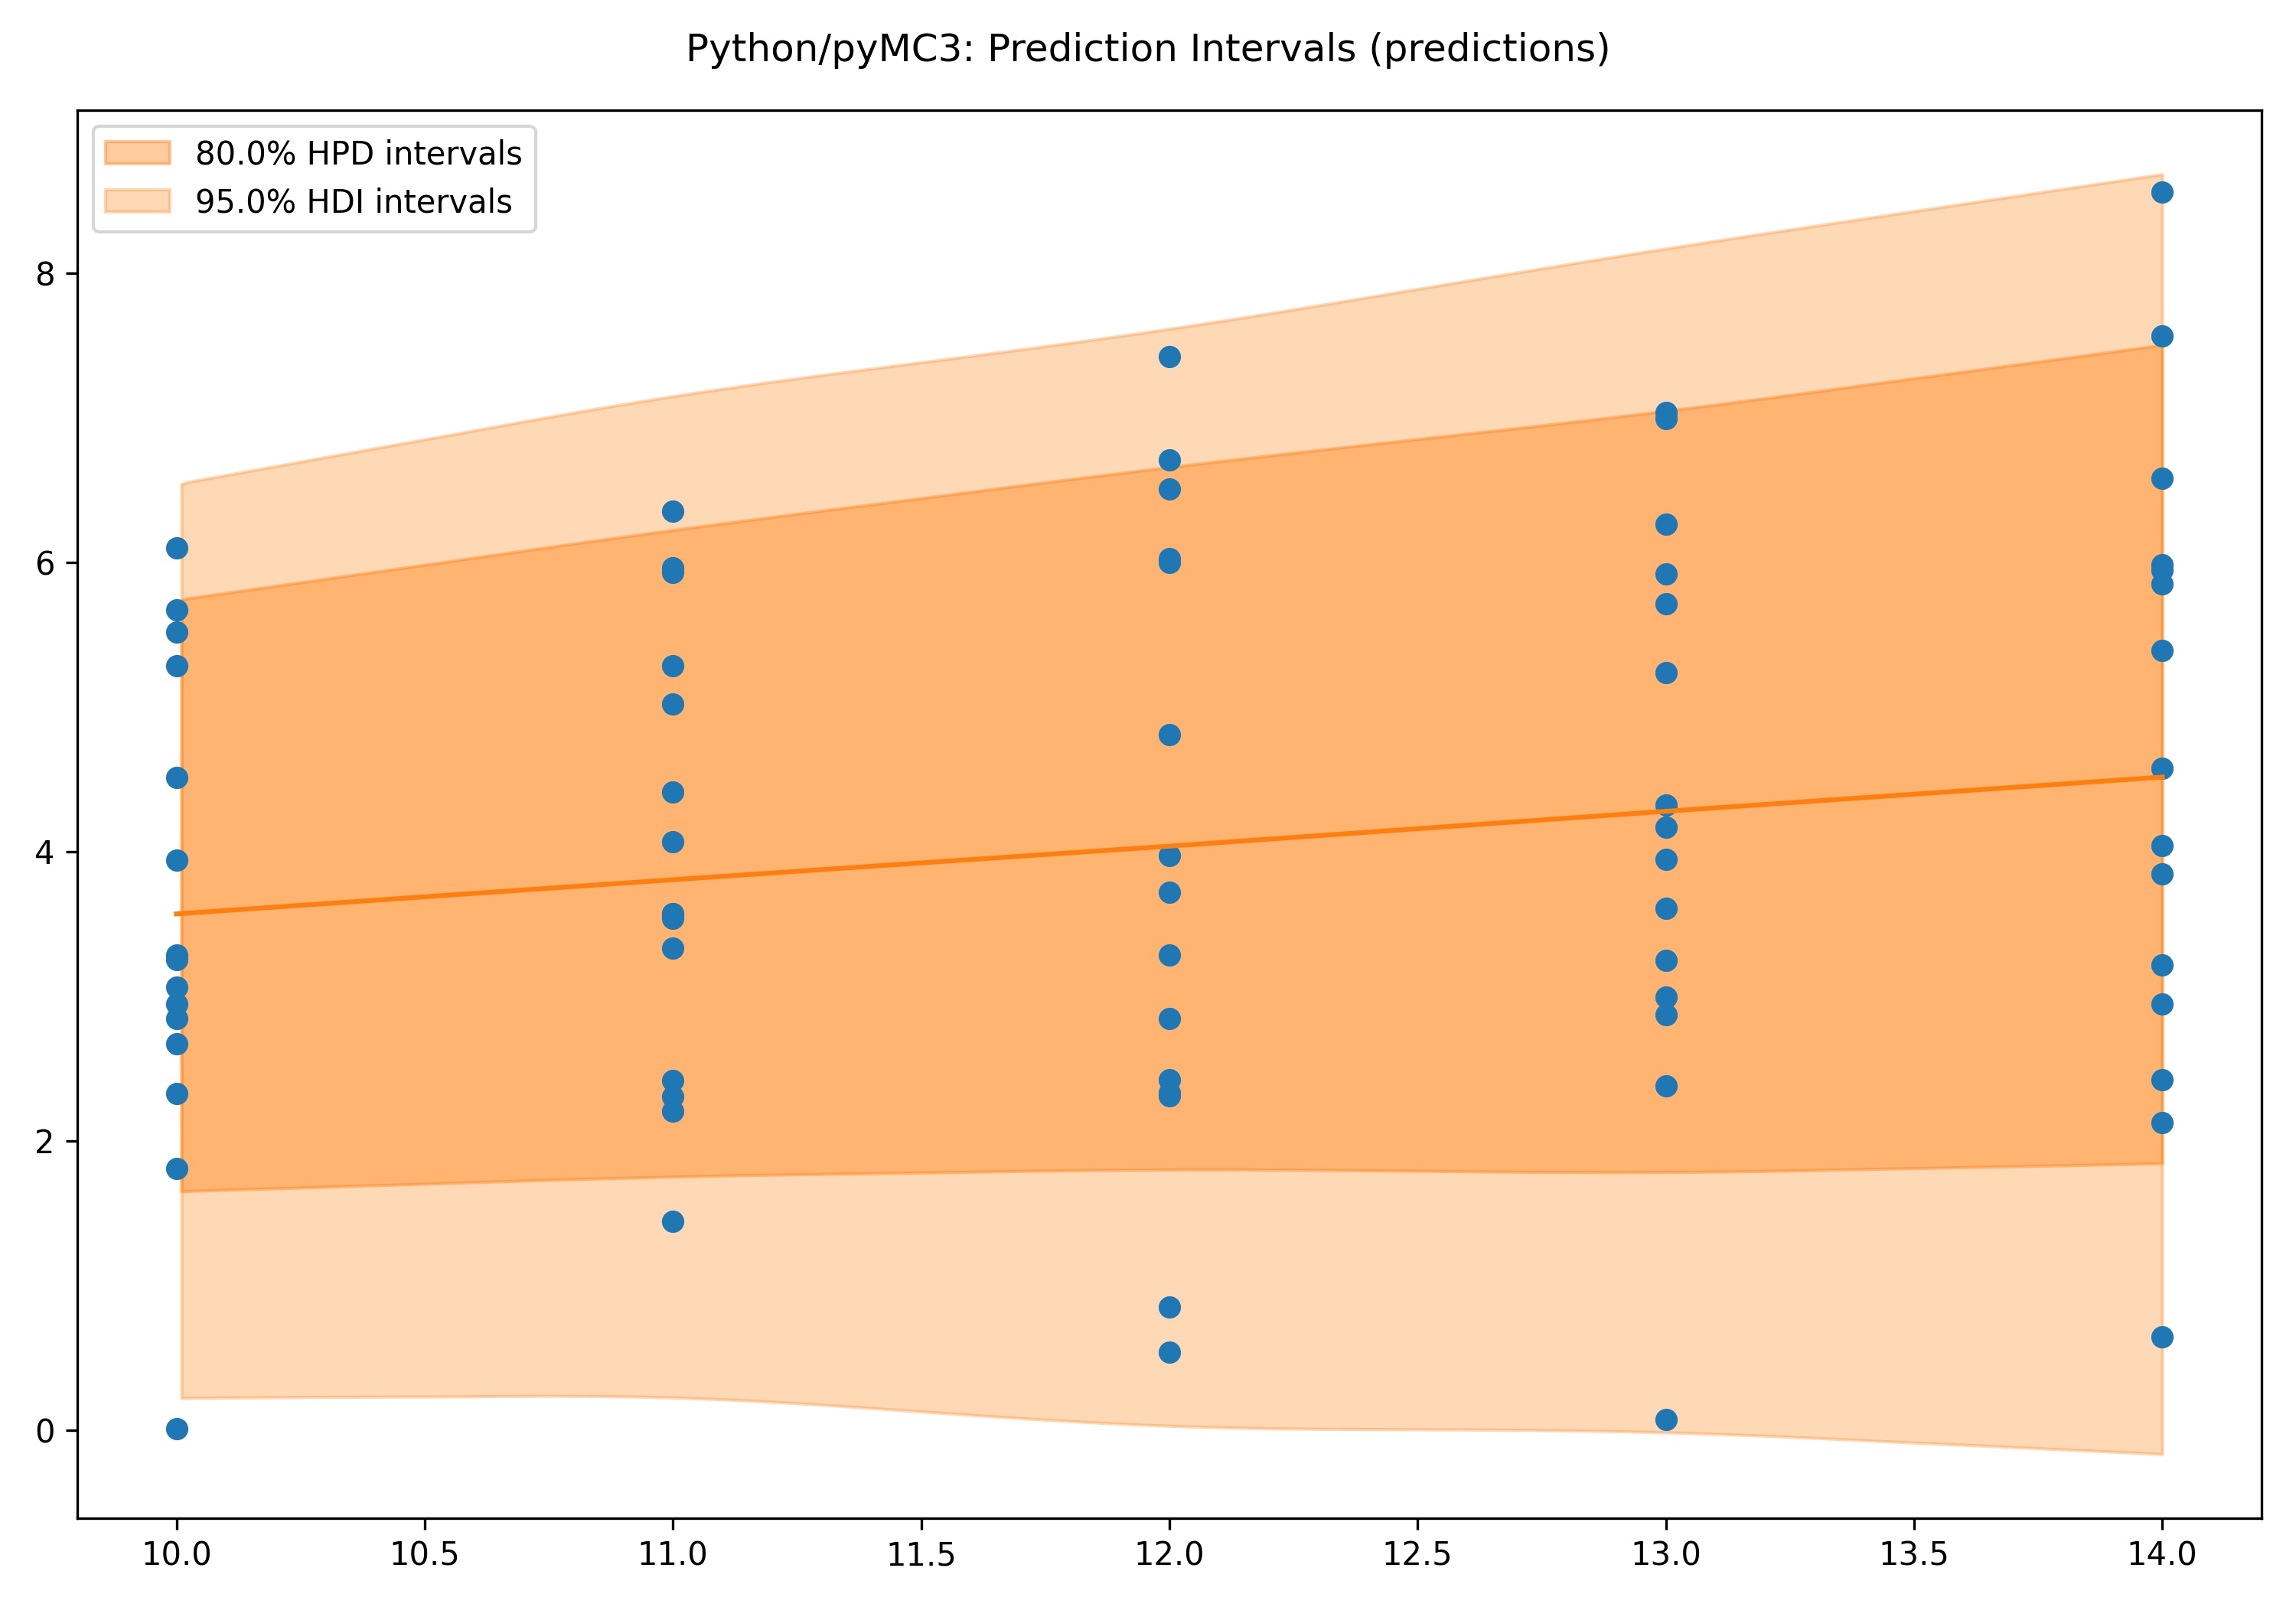 Python/pyMC3: Prediction Intervals (predictions)
80.0% HPD intervals
95.0% HDI intervals
8
6
4
2
0
10.0 10.5 11.0 11.5 12.0 12.5 13.0 13.5 14.0